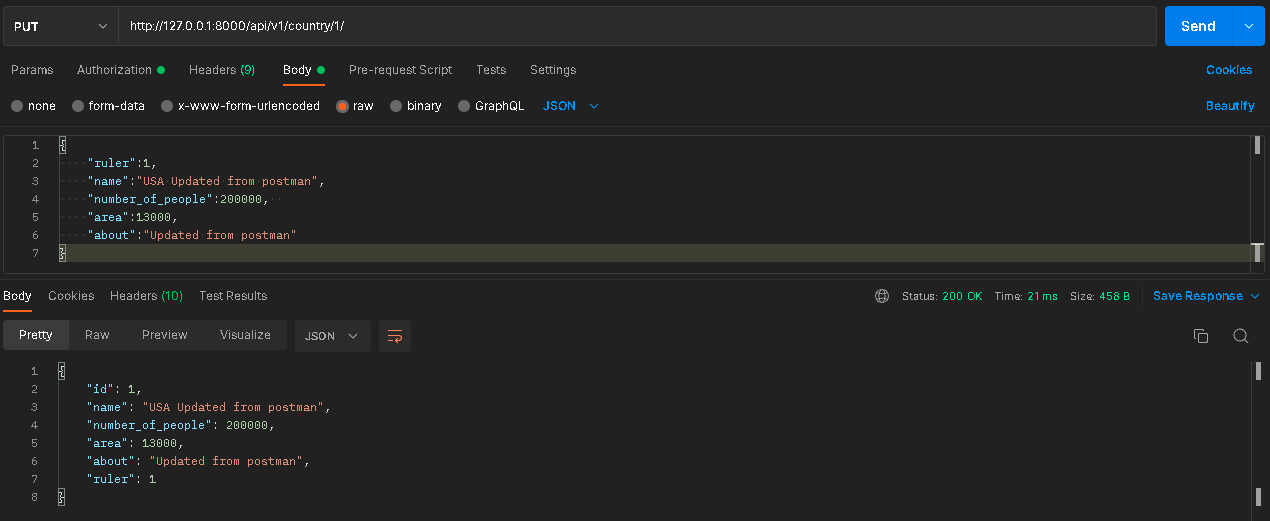 PUT http://127.0.0.1:8000/api/v1/country/1/ Send
Params Authorization Headers (9) Body Pre-request Script Tests Settings Cookies
none form-data x-www-form-urlencoded raw binary GraphQL JSON Beautify
1 {
2 "ruler":1,
3 "name":"USA Updated from postman",
4 "number_of_people":200000,
5 "area":13000,
6 "about":"Updated from postman"
7 }
Body Cookies Headers (10) Test Results Status: 200 OK Time: 21 ms Size: 458 B Save Response
Pretty Raw Preview Visualize JSON
1 {
2 "id": 1,
3 "name": "USA Updated from postman",
4 "number_of_people": 200000,
5 "area": 13000,
6 "about": "Updated from postman",
7 "ruler": 1
8 }